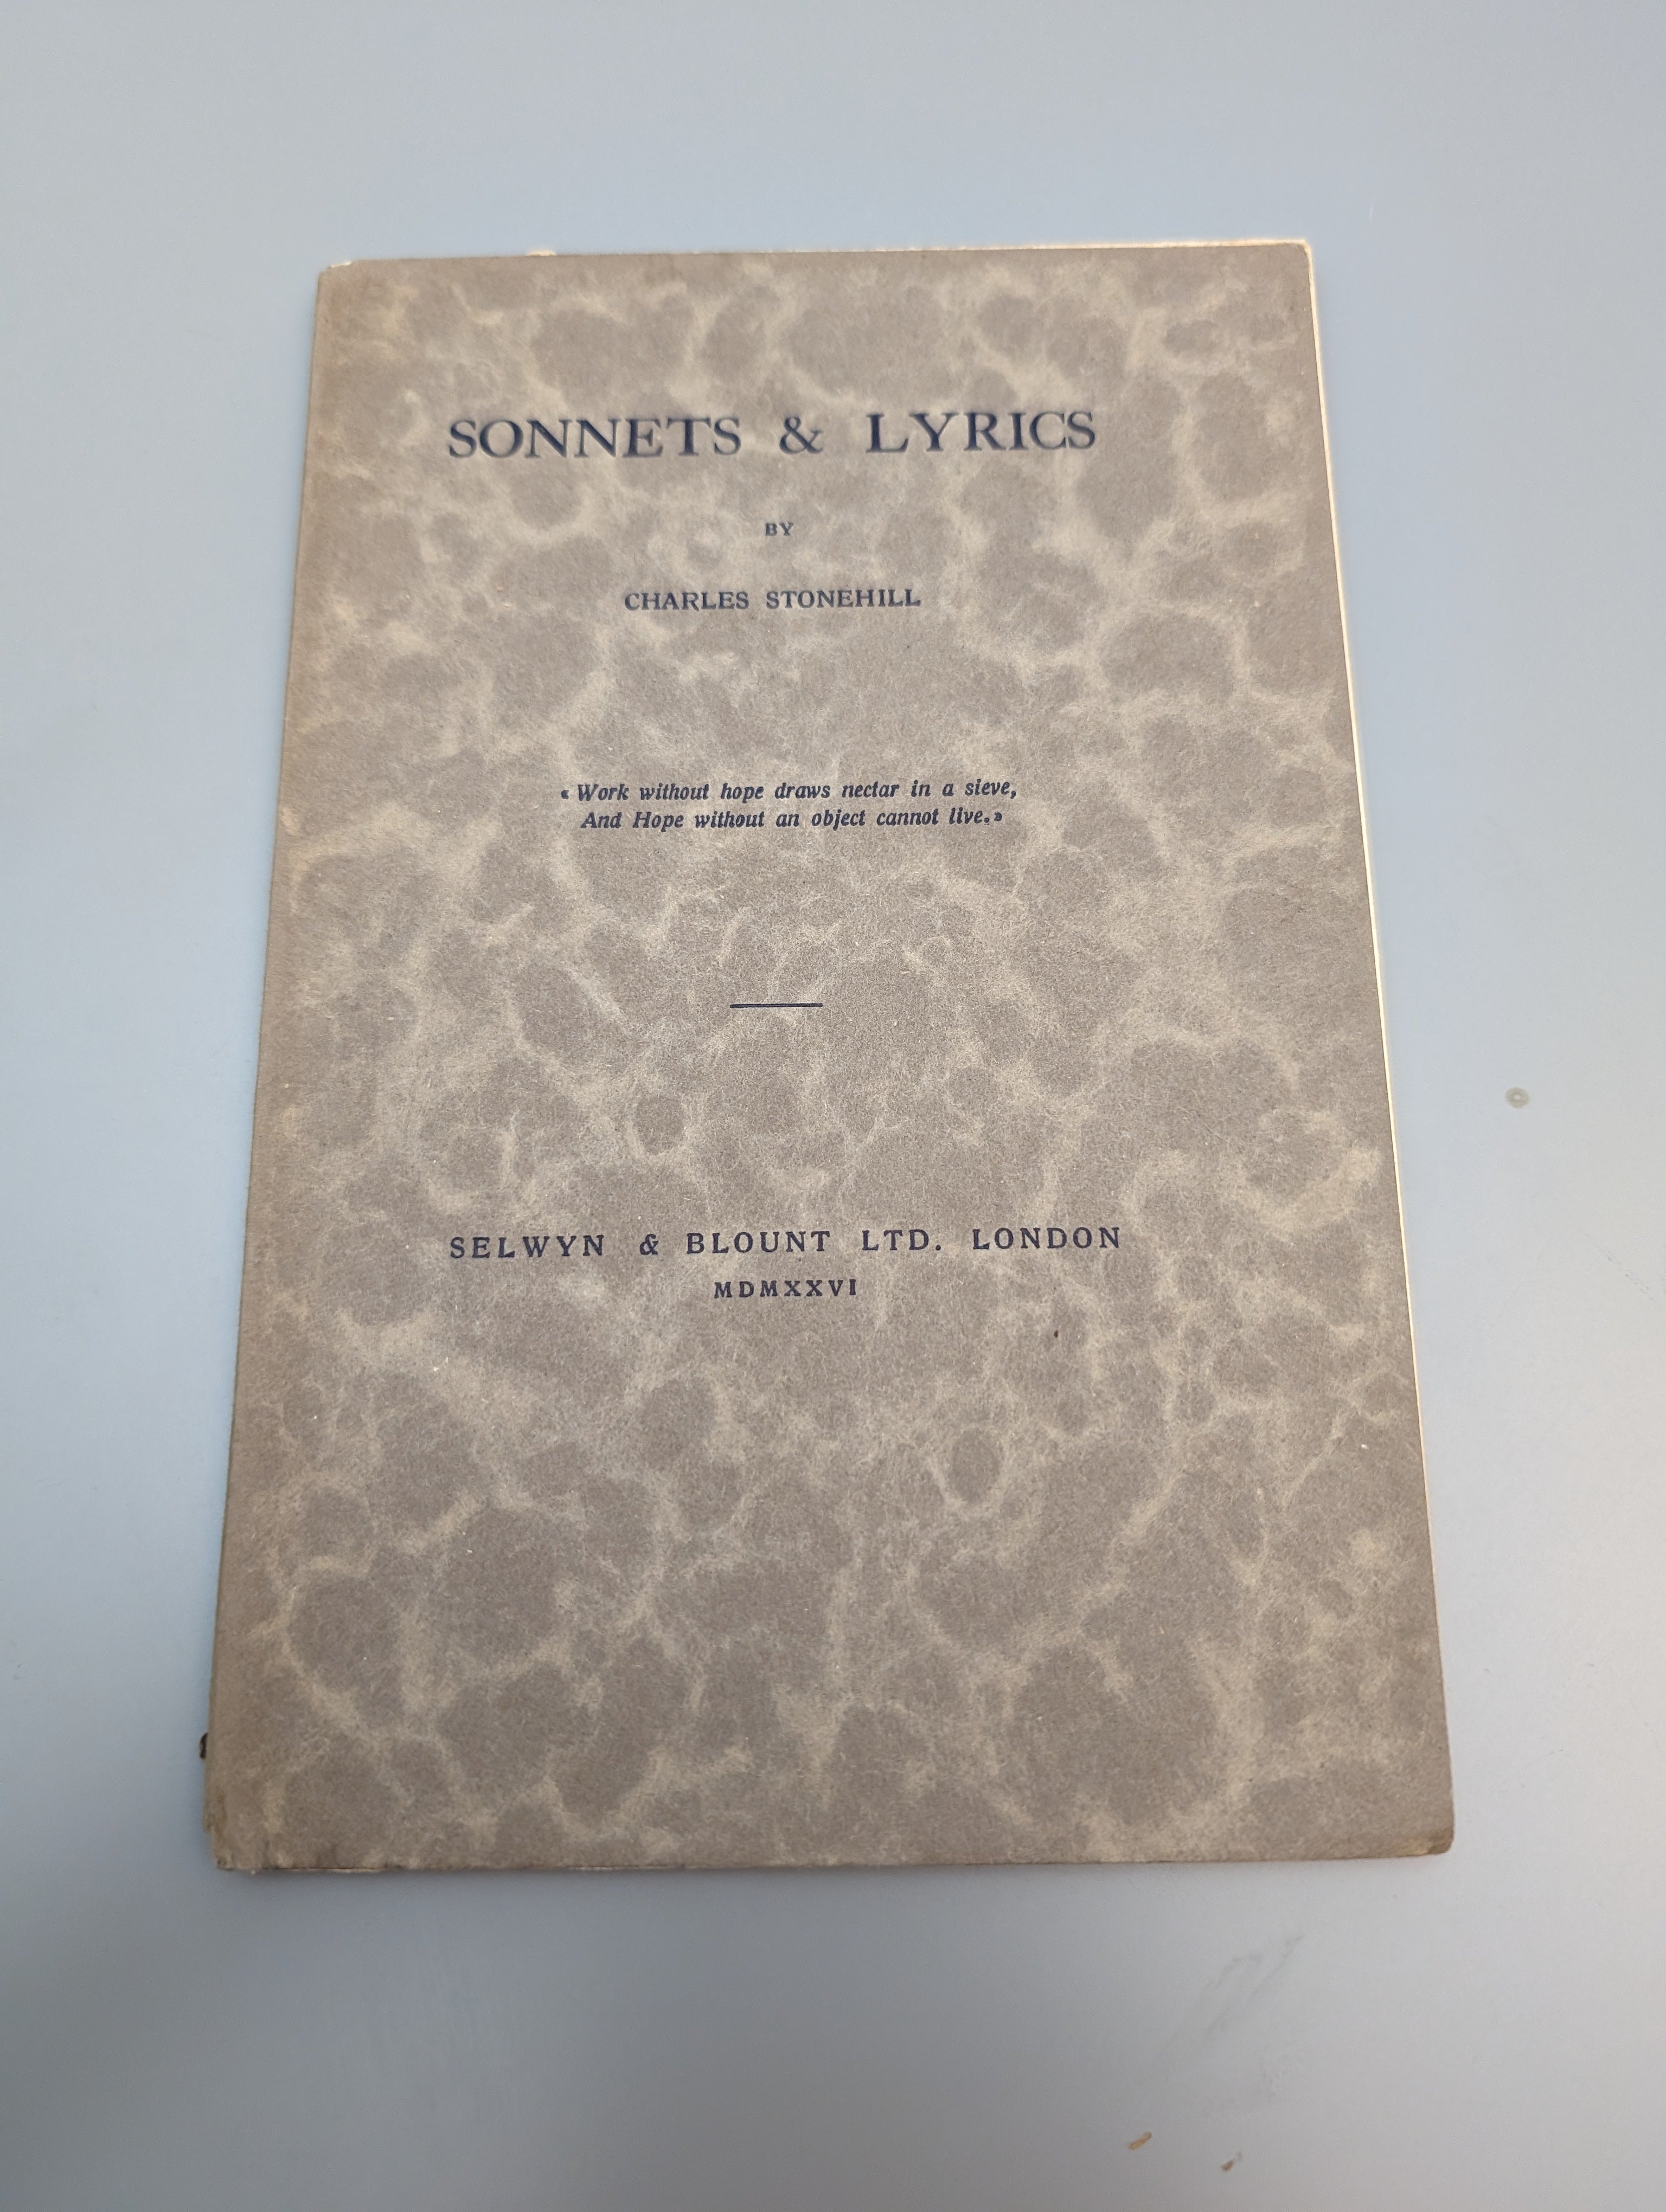 SONNETS & LYRICS
BY
CHARLES STONEHILL
« Work without hope draws nectar in a sieve,
And Hope without an object cannot live. »
SELWYN & BLOUNT LTD. LONDON
MDMXXVI